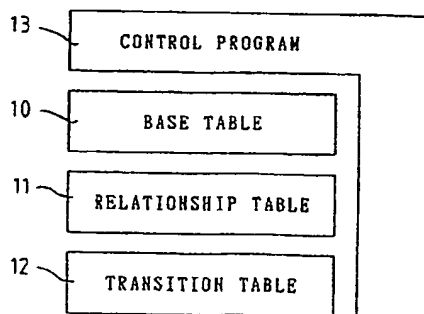 13 CONTROL PROGRAM
10 BASE TABLE
11 RELATIONSHIP TABLE
12 TRANSITION TABLE